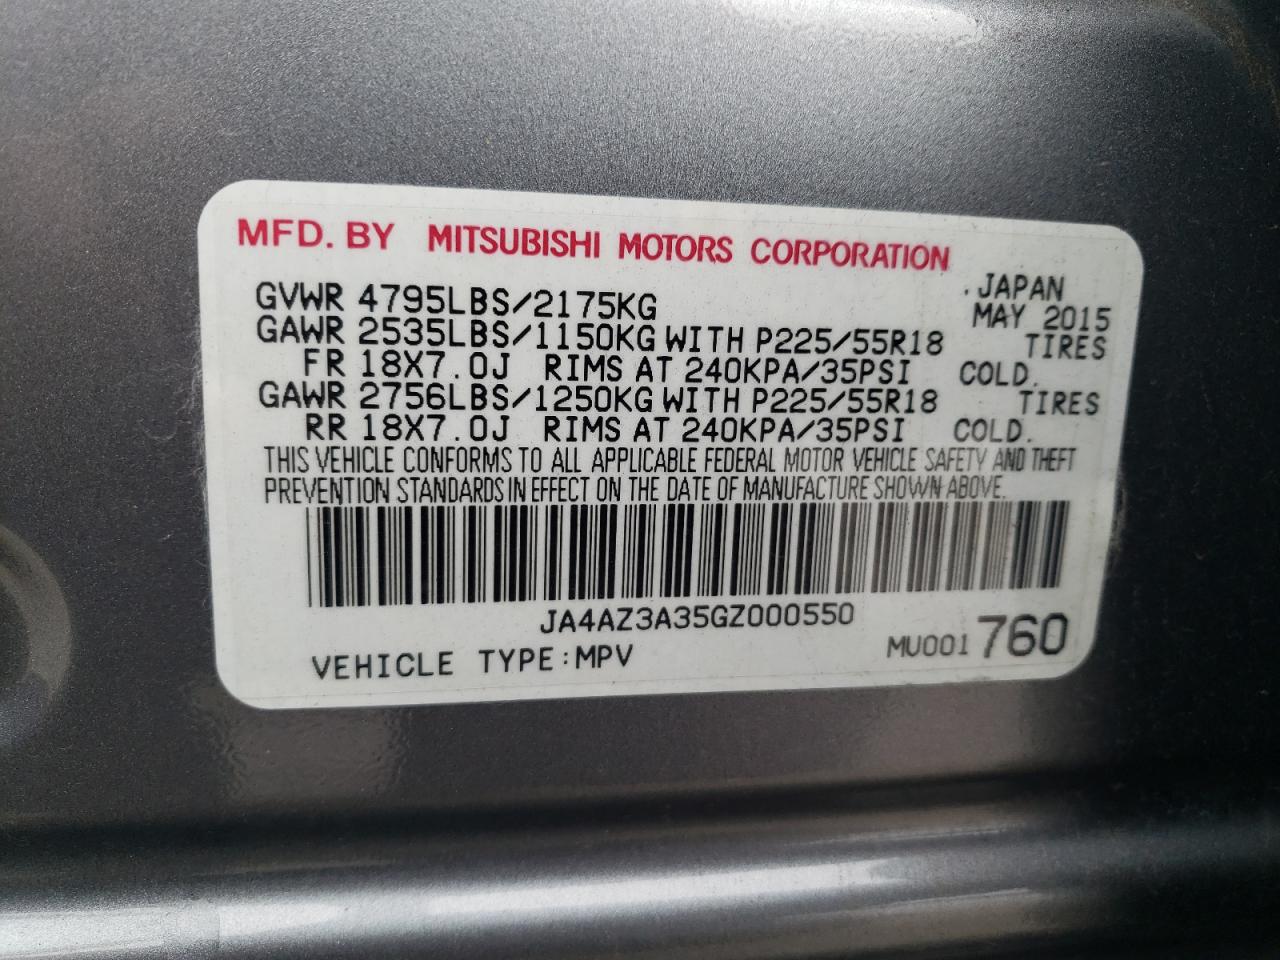 MFD. BY MITSUBISHI MOTORS CORPORATION
GVWR 4795LBS/2175KG . JAPAN
MAY 2015
GAWR 2535LBS/1150KG WITH P225/55R18 TIRES
FR 18X7.0J RIMS AT 240KPA/35PSI COLD.
GAWR 2756LBS/1250KG WITH P225/55R18 TIRES
RR 18X7.0J RIMS AT 240KPA/35PSI COLD.
THIS VEHICLE CONFORMS TO ALL APPLICABLE FEDERAL MOTOR VEHICLE SAFETY AND THEFT
PREVENTION STANDARDS IN EFFECT ON THE DATE OF MANUFACTURE SHOWN ABOVE.
JA4AZ3A35GZ000550
VEHICLE TYPE:MPV MU001760